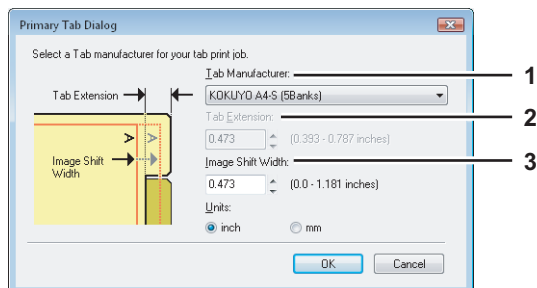 Primary Tab Dialog
Select a Tab manufacturer for your tab print job.
Tab Manufacturer:
1
Tab Extension
KOKUYO A4-S (5Banks)
Tab Extension:
2
A A
0.473 (0.393 - 0.787 inches)
Image Shift Width
Image Shift Width:
3
0.473 (0.0 - 1.181 inches)
Units:
inch mm
OK Cancel